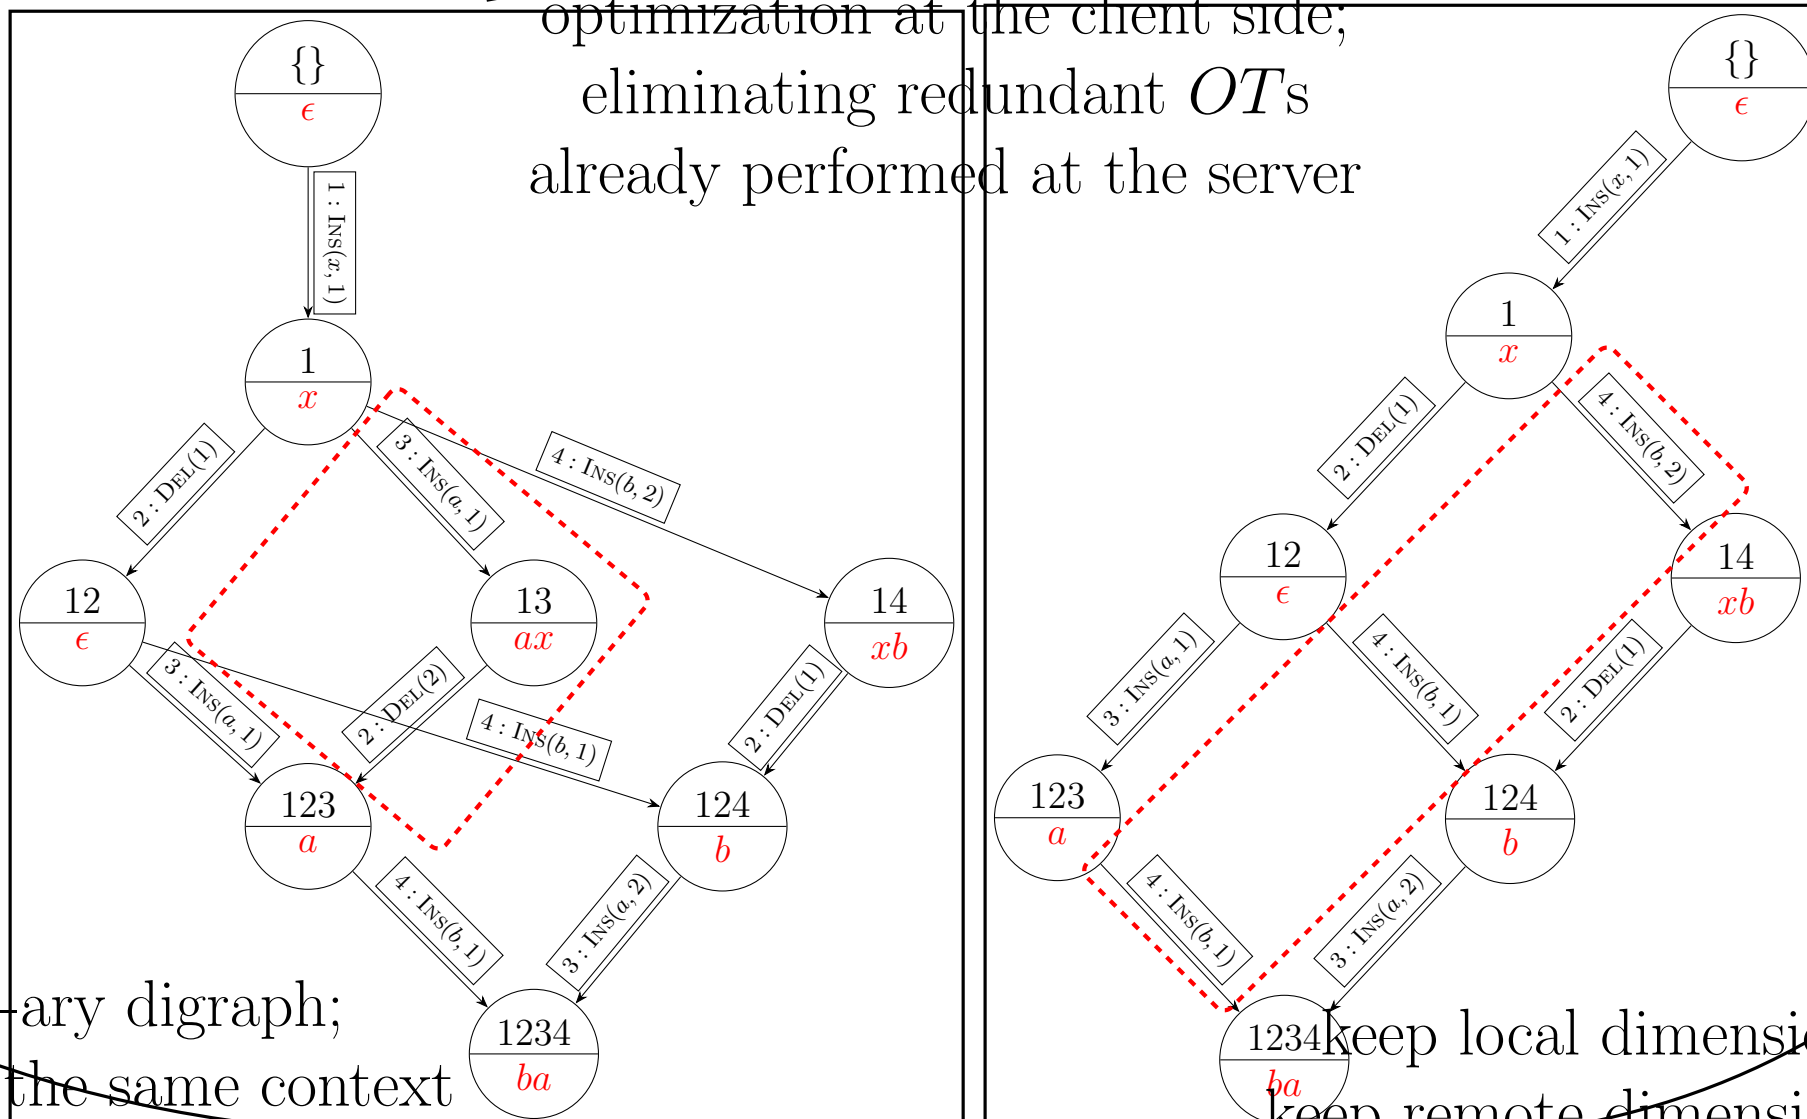 optimization at the client side;
eliminating redundant OTs
already performed at the server
{}
ϵ
1 : INS(x, 1)
1
x
2 : DEL(1)
3 : INS(a, 1)
4 : INS(b, 2)
12
ϵ
13
ax
14
xb
3 : INS(a, 1)
2 : DEL(2)
4 : INS(b, 1)
2 : DEL(1)
123
a
124
b
4 : INS(b, 1)
3 : INS(a, 2)
1234
ba
-ary digraph;
the same context
{}
ϵ
1 : INS(x, 1)
1
x
2 : DEL(1)
4 : INS(b, 2)
12
ϵ
14
xb
3 : INS(a, 1)
4 : INS(b, 1)
2 : DEL(1)
123
a
124
b
4 : INS(b, 1)
3 : INS(a, 2)
1234
ba
keep local dimensi
keep remote dimensi